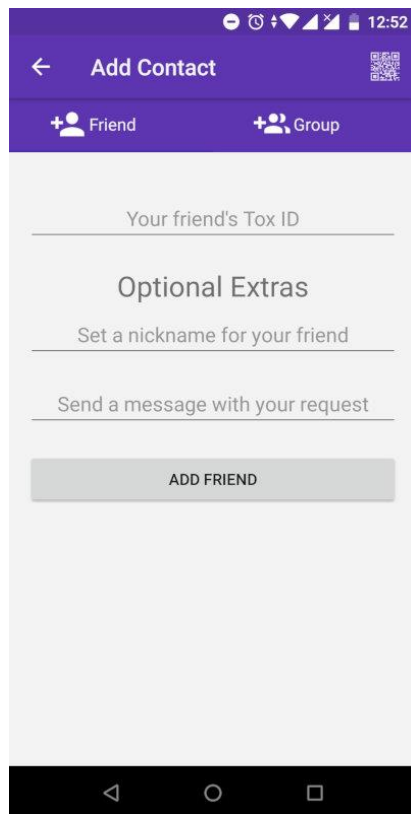 12:52
Add Contact
Friend
Group
Your friend's Tox ID
Optional Extras
Set a nickname for your friend
Send a message with your request
ADD FRIEND